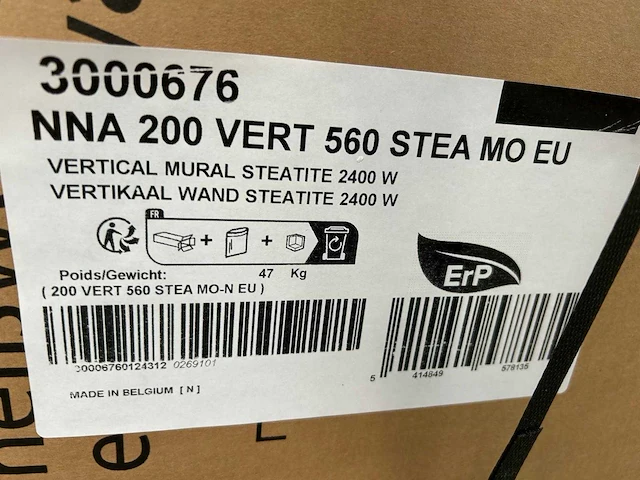 3000676
NNA 200 VERT 560 STEA MO EU
VERTICAL MURAL STEATITE 2400 W
VERTIKAAL WAND STEATITE 2400 W
FR
+ +
ErP
Poids/Gewicht: 47 Kg
( 200 VERT 560 STEA MO-N EU )
30006760124312 0269101
5 414849 578135
MADE IN BELGIUM [ N ]